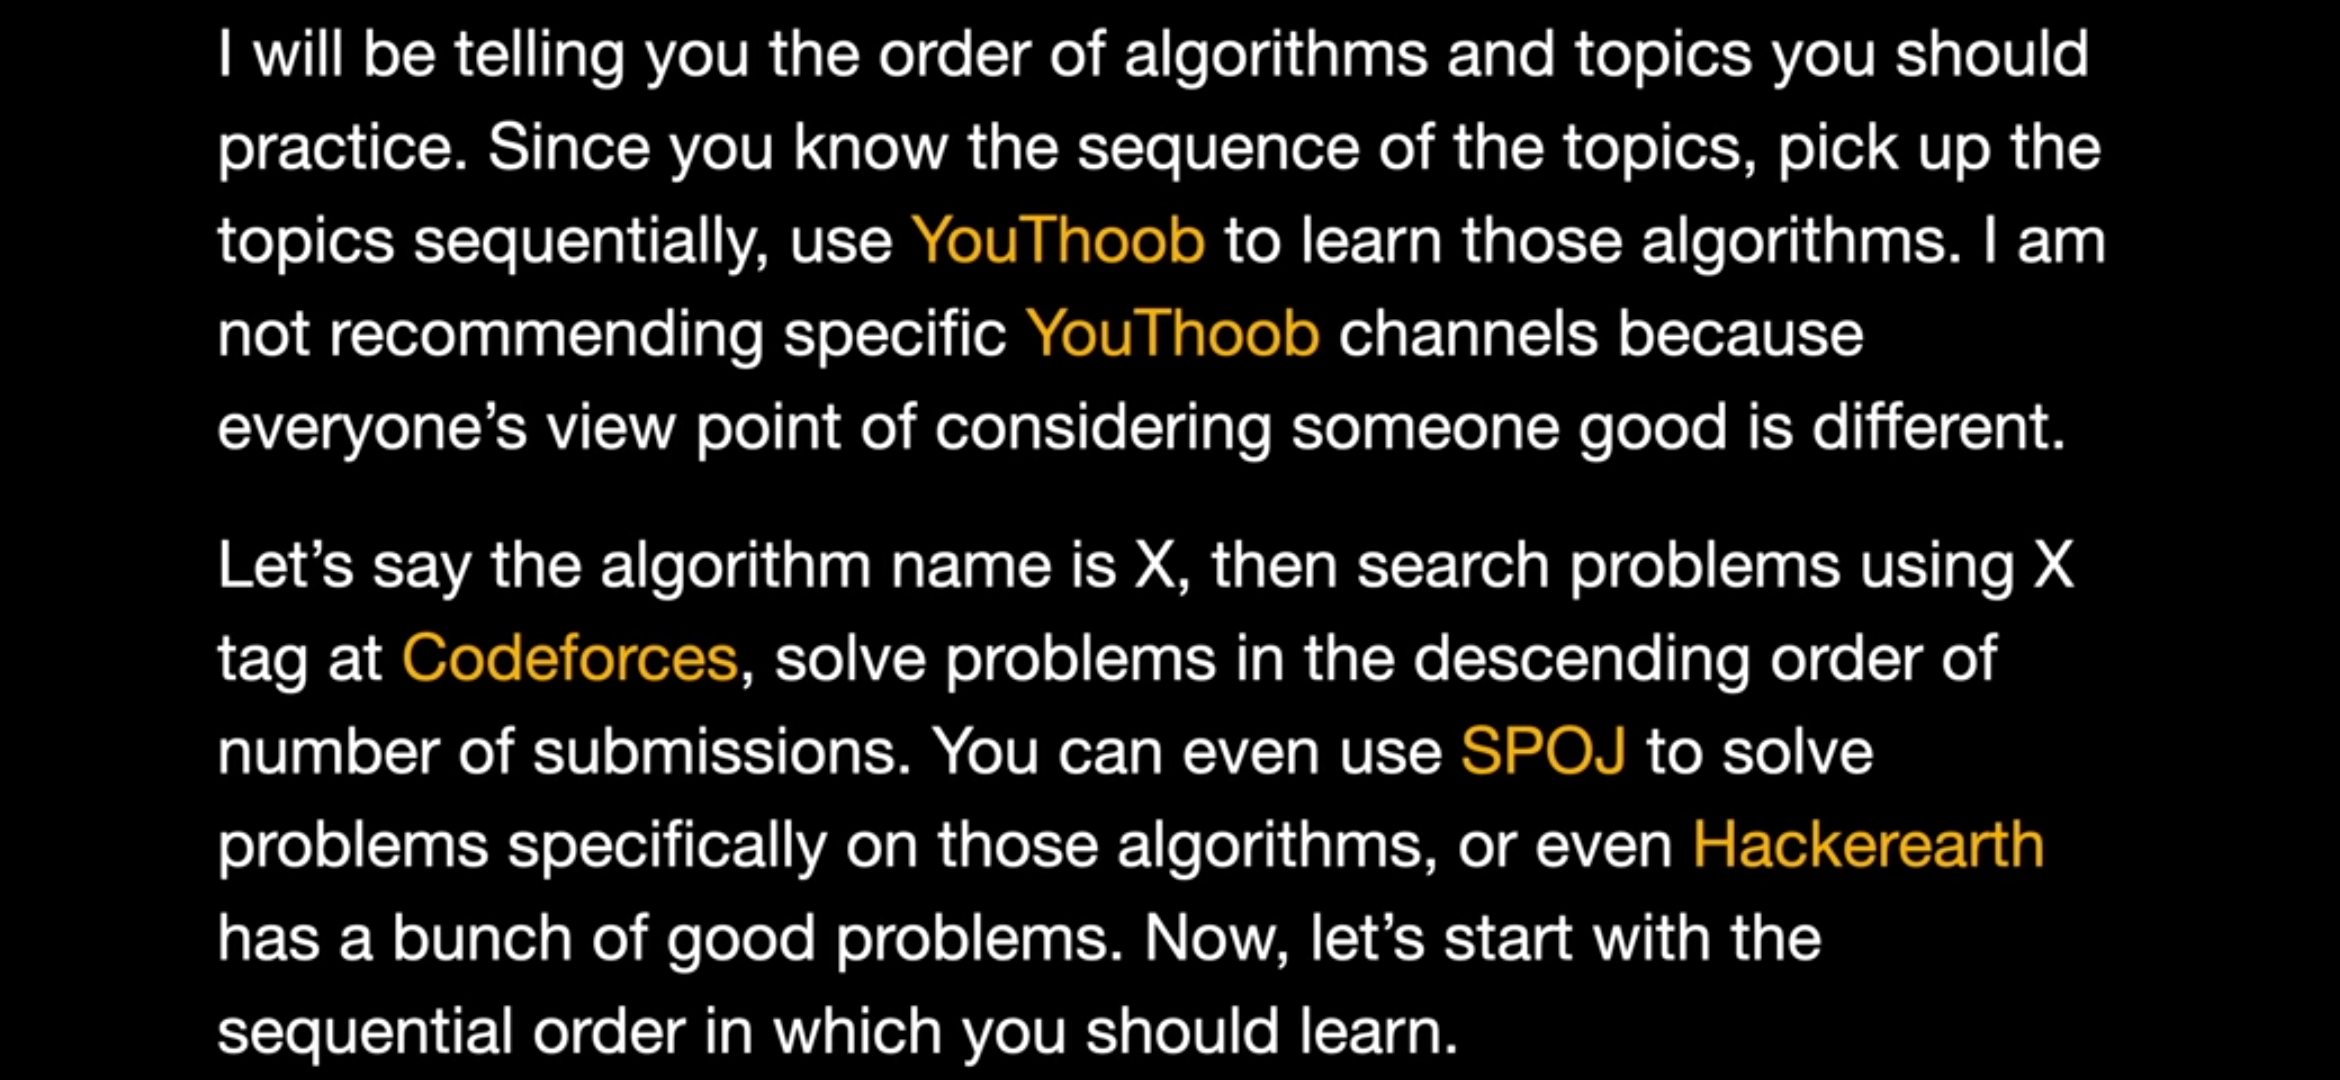 I will be telling you the order of algorithms and topics you should
practice. Since you know the sequence of the topics, pick up the
topics sequentially, use YouThoob to learn those algorithms. I am
not recommending specific YouThoob channels because
everyone’s view point of considering someone good is different.
Let’s say the algorithm name is X, then search problems using X
tag at Codeforces, solve problems in the descending order of
number of submissions. You can even use SPOJ to solve
problems specifically on those algorithms, or even Hackerearth
has a bunch of good problems. Now, let’s start with the
sequential order in which you should learn.